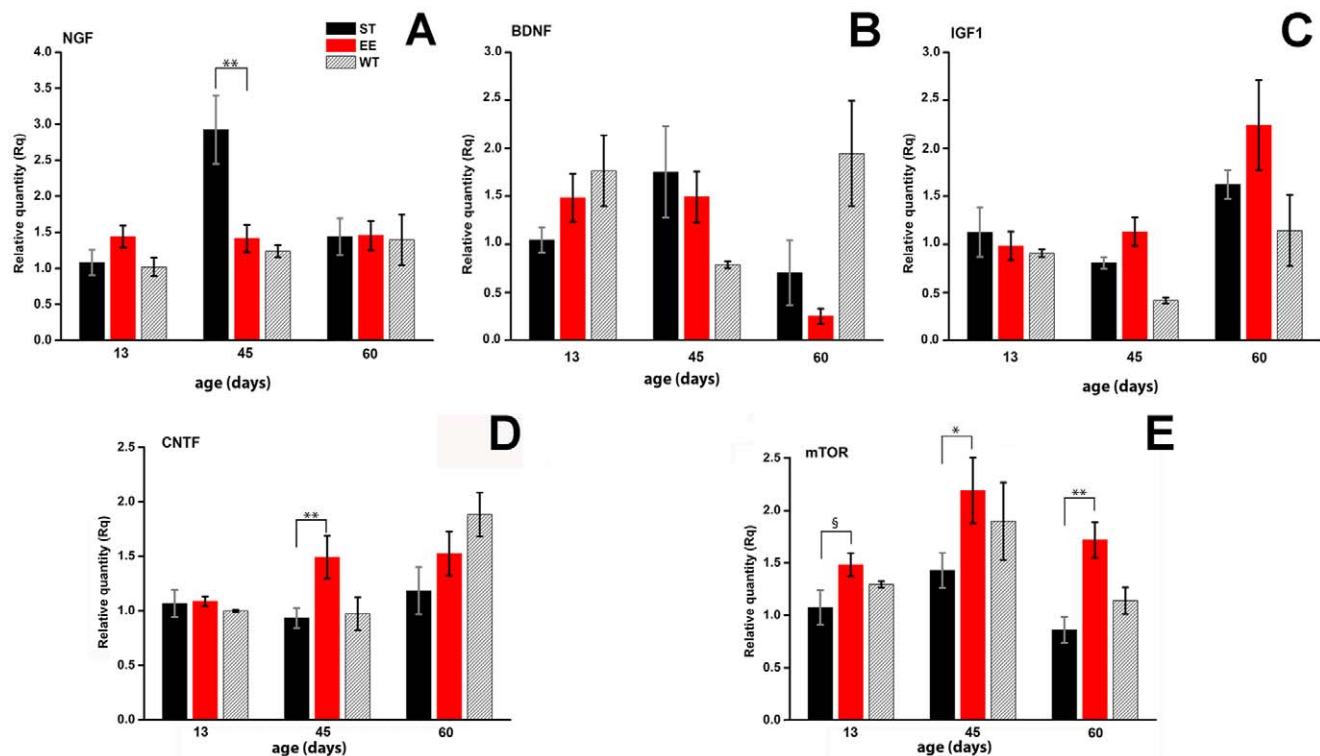 NGF
ST
EE
WT
A
Relative quantity (Rq)
4.0
3.5
3.0
2.5
2.0
1.5
1.0
0.5
0.0
**
13
45
60
age (days)
BDNF
B
Relative quantity (Rq)
3.0
2.5
2.0
1.5
1.0
0.5
0.0
13
45
60
age (days)
IGF1
C
Relative quantity (Rq)
3.0
2.5
2.0
1.5
1.0
0.5
0.0
13
45
60
age (days)
CNTF
D
Relative quantity (Rq)
2.5
2.0
1.5
1.0
0.5
0.0
**
13
45
60
age (days)
mTOR
E
Relative quantity (Rq)
2.5
2.0
1.5
1.0
0.5
0.0
§
*
**
13
45
60
age (days)